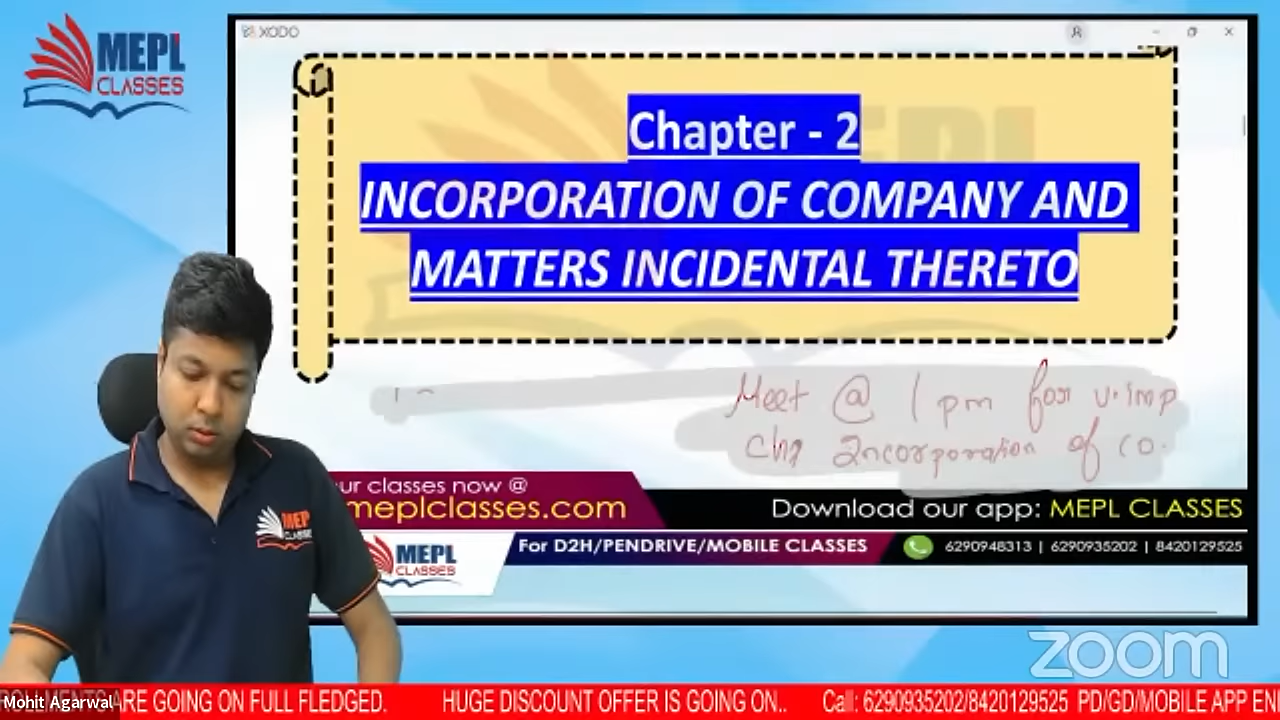 MEPL
CLASSES
XODO
Chapter - 2
INCORPORATION OF COMPANY AND
MATTERS INCIDENTAL THERETO
Meet @ 1 pm for v.imp
Incorporation of co.
ur classes now @
meplclasses.com
Download our app: MEPL CLASSES
MEPL
CLASSES
For D2H/PENDRIVE/MOBILE CLASSES
6290948313 | 6290935202 | 8420129525
MEPL
CLASSES
zoom
Mohit Agarwal
ARE GOING ON FULL FLEDGED. HUGE DISCOUNT OFFER IS GOING ON.. Call: 6290935202/8420129525 PD/GD/MOBILE APP EN